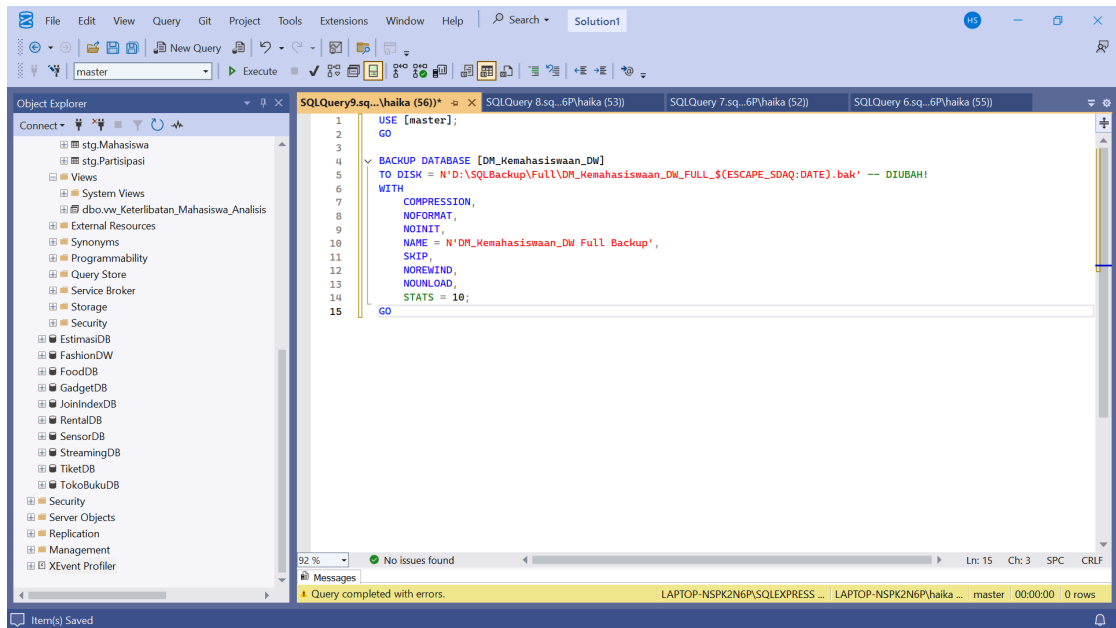 File Edit View Query Git Project Tools Extensions Window Help Search Solution1 HS
New Query
master Execute
Object Explorer
Connect
stg.Mahasiswa
stg.Partisipasi
Views
System Views
dbo.vw_Keterlibatan_Mahasiswa_Analisis
External Resources
Synonyms
Programmability
Query Store
Service Broker
Storage
Security
EstimasiDB
FashionDW
FoodDB
GadgetDB
JoinIndexDB
RentalDB
SensorDB
StreamingDB
TiketDB
TokoBukuDB
Security
Server Objects
Replication
Management
XEvent Profiler
SQLQuery9.sq...\haika (56))* SQLQuery 8.sq...6P\haika (53)) SQLQuery 7.sq...6P\haika (52)) SQLQuery 6.sq...6P\haika (55))
1 USE [master];
2 GO
3
4 BACKUP DATABASE [DM_Kemahasiswaan_DW]
5 TO DISK = N'D:\SQLBackup\Full\DM_Kemahasiswaan_DW_FULL_$(ESCAPE_SDAQ:DATE).bak' -- DIUBAH!
6 WITH
7 COMPRESSION,
8 NOFORMAT,
9 NOINIT,
10 NAME = N'DM_Kemahasiswaan_DW Full Backup',
11 SKIP,
12 NOREWIND,
13 NOUNLOAD,
14 STATS = 10;
15 GO
92 % No issues found Ln: 15 Ch: 3 SPC CRLF
Messages
Query completed with errors. LAPTOP-NSPK2N6P\SQLEXPRESS ... LAPTOP-NSPK2N6P\haika ... master 00:00:00 0 rows
Item(s) Saved